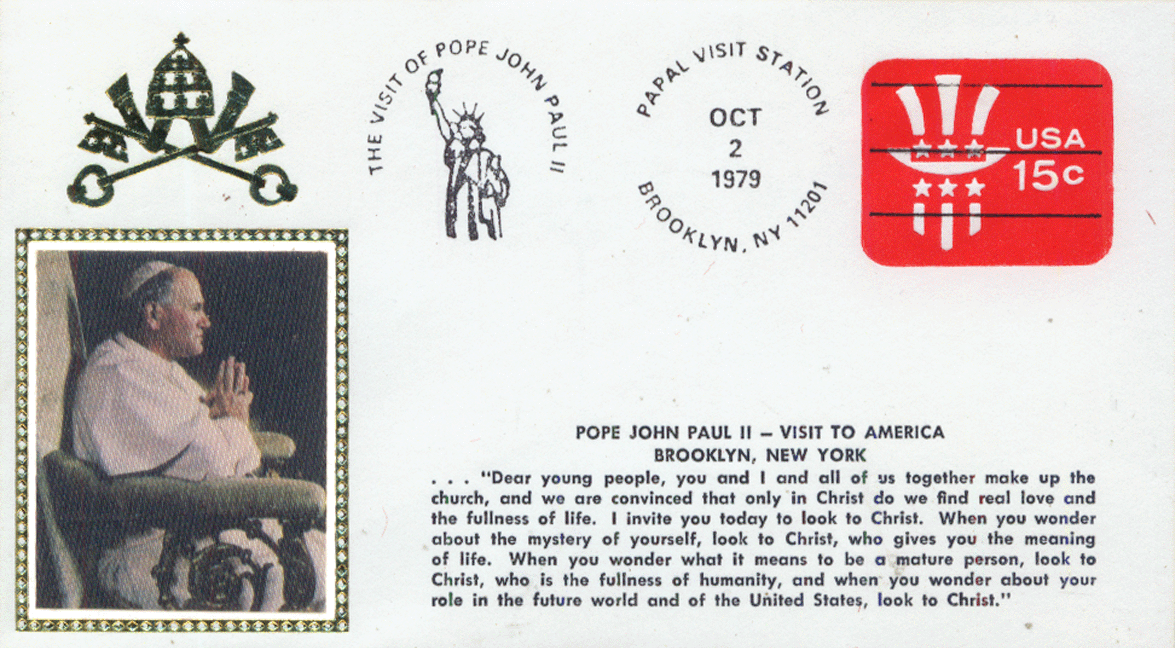 THE VISIT OF POPE JOHN PAUL II
PAPAL VISIT STATION
OCT
2
1979
BROOKLYN, NY 11201
USA
15c
POPE JOHN PAUL II – VISIT TO AMERICA
BROOKLYN, NEW YORK
. . . "Dear young people, you and I and all of us together make up the
church, and we are convinced that only in Christ do we find real love and
the fullness of life. I invite you today to look to Christ. When you wonder
about the mystery of yourself, look to Christ, who gives you the meaning
of life. When you wonder what it means to be a mature person, look to
Christ, who is the fullness of humanity, and when you wonder about your
role in the future world and of the United States, look to Christ."